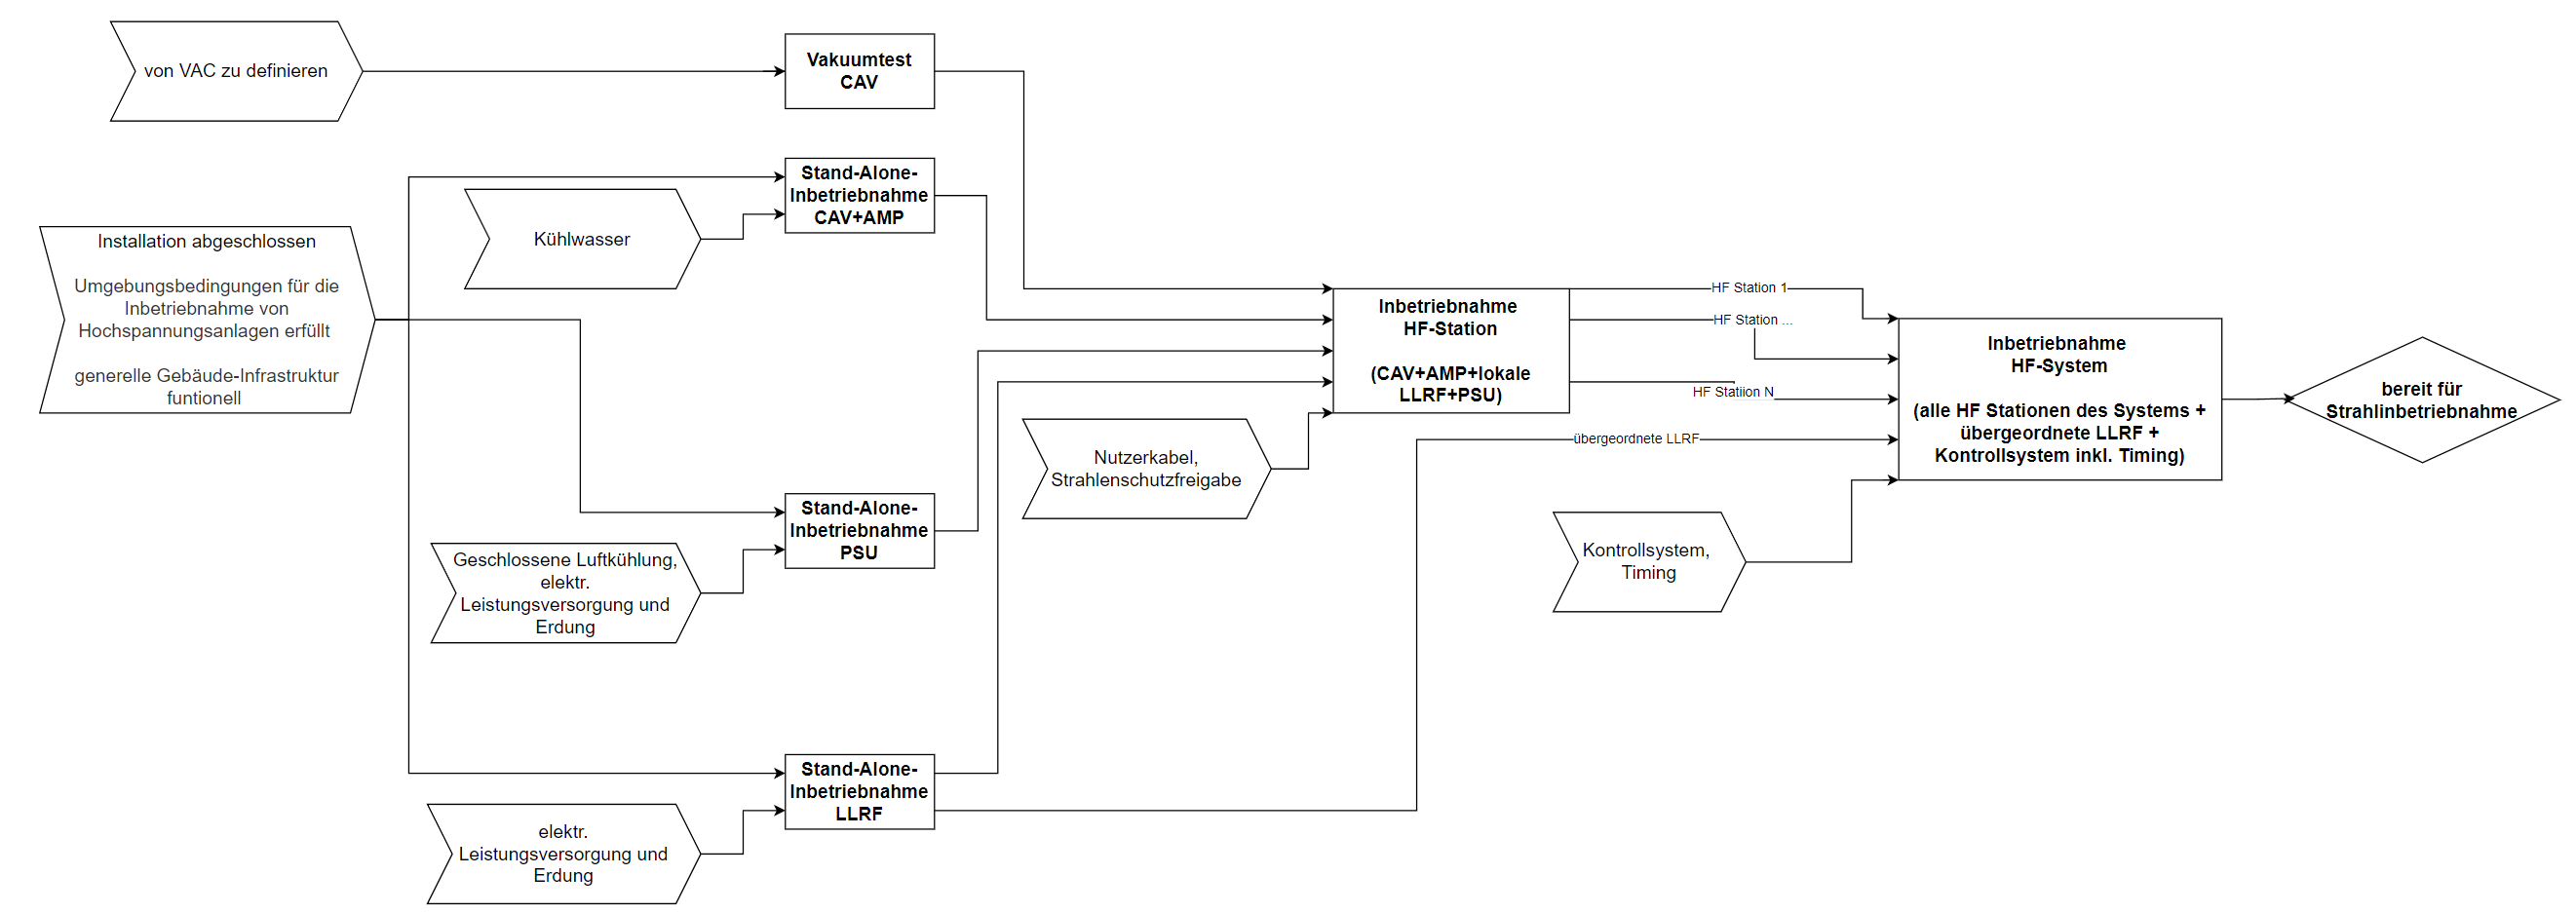 von VAC zu definieren
Vakuumtest
CAV
Stand-Alone-
Inbetriebnahme
CAV+AMP
Kühlwasser
Installation abgeschlossen
Umgebungsbedingungen für die
Inbetriebnahme von
Hochspannungsanlagen erfüllt
generelle Gebäude-Infrastruktur
funtionell
Inbetriebnahme
HF-Station
(CAV+AMP+lokale
LLRF+PSU)
HF Station 1
HF Station ...
HF Statiion N
übergeordnete LLRF
Inbetriebnahme
HF-System
(alle HF Stationen des Systems +
übergeordnete LLRF +
Kontrollsystem inkl. Timing)
bereit für
Strahlinbetriebnahme
Nutzerkabel,
Strahlenschutzfreigabe
Stand-Alone-
Inbetriebnahme
PSU
Geschlossene Luftkühlung,
elektr.
Leistungsversorgung und
Erdung
Kontrollsystem,
Timing
Stand-Alone-
Inbetriebnahme
LLRF
elektr.
Leistungsversorgung und
Erdung